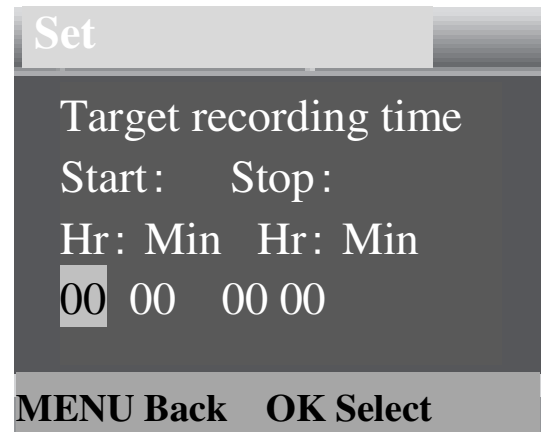 Set
Target recording time
Start: Stop:
Hr: Min Hr: Min
00 00 00 00
MENU Back OK Select